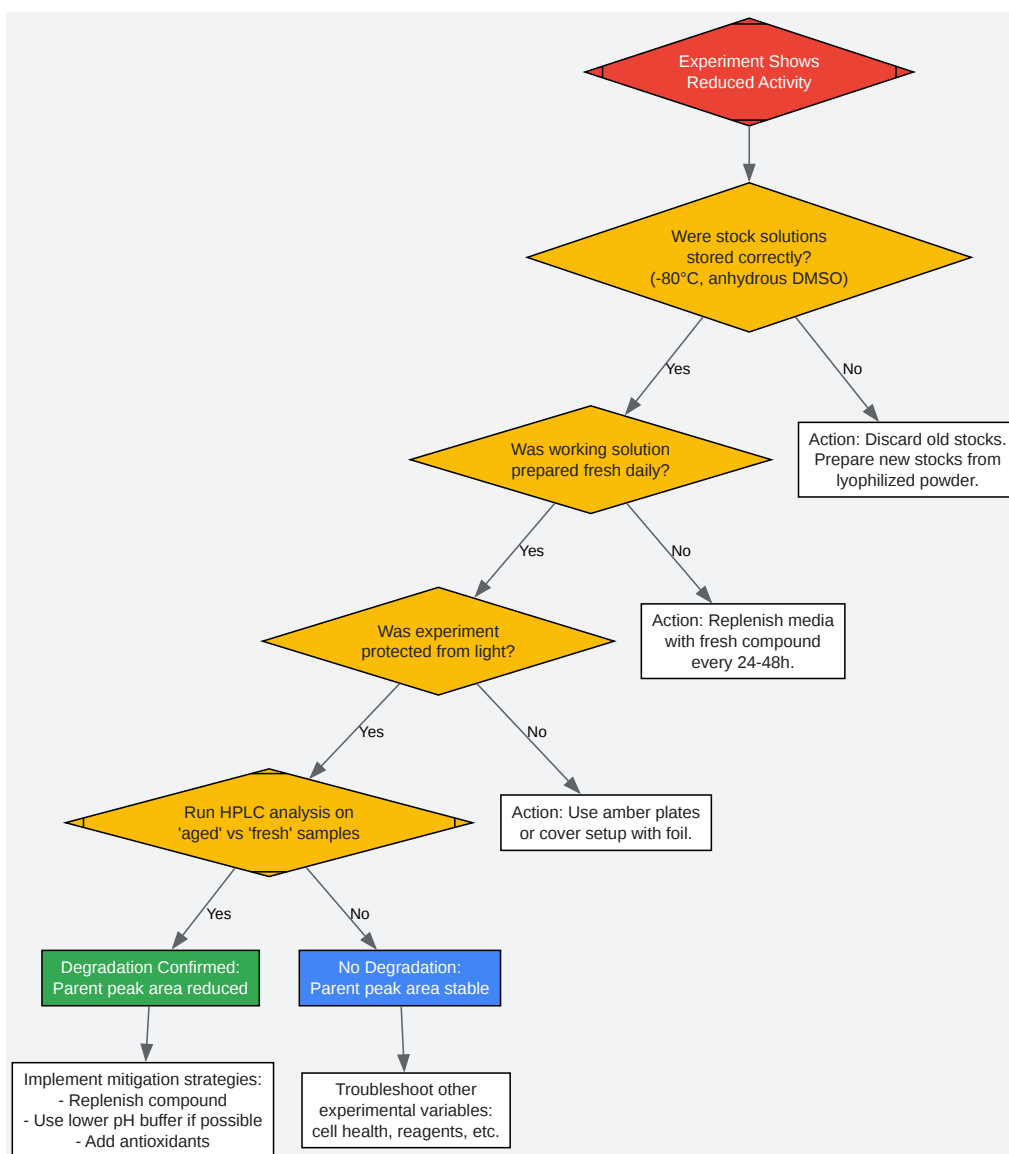 Experiment Shows
Reduced Activity
Were stock solutions
stored correctly?
(-80°C, anhydrous DMSO)
Yes
No
Action: Discard old stocks.
Prepare new stocks from
lyophilized powder.
Was working solution
prepared fresh daily?
Yes
No
Action: Replenish media
with fresh compound
every 24-48h.
Was experiment
protected from light?
Yes
No
Action: Use amber plates
or cover setup with foil.
Run HPLC analysis on
'aged' vs 'fresh' samples
Yes
No
Degradation Confirmed:
Parent peak area reduced
No Degradation:
Parent peak area stable
Implement mitigation strategies:
- Replenish compound
- Use lower pH buffer if possible
- Add antioxidants
Troubleshoot other
experimental variables:
cell health, reagents, etc.